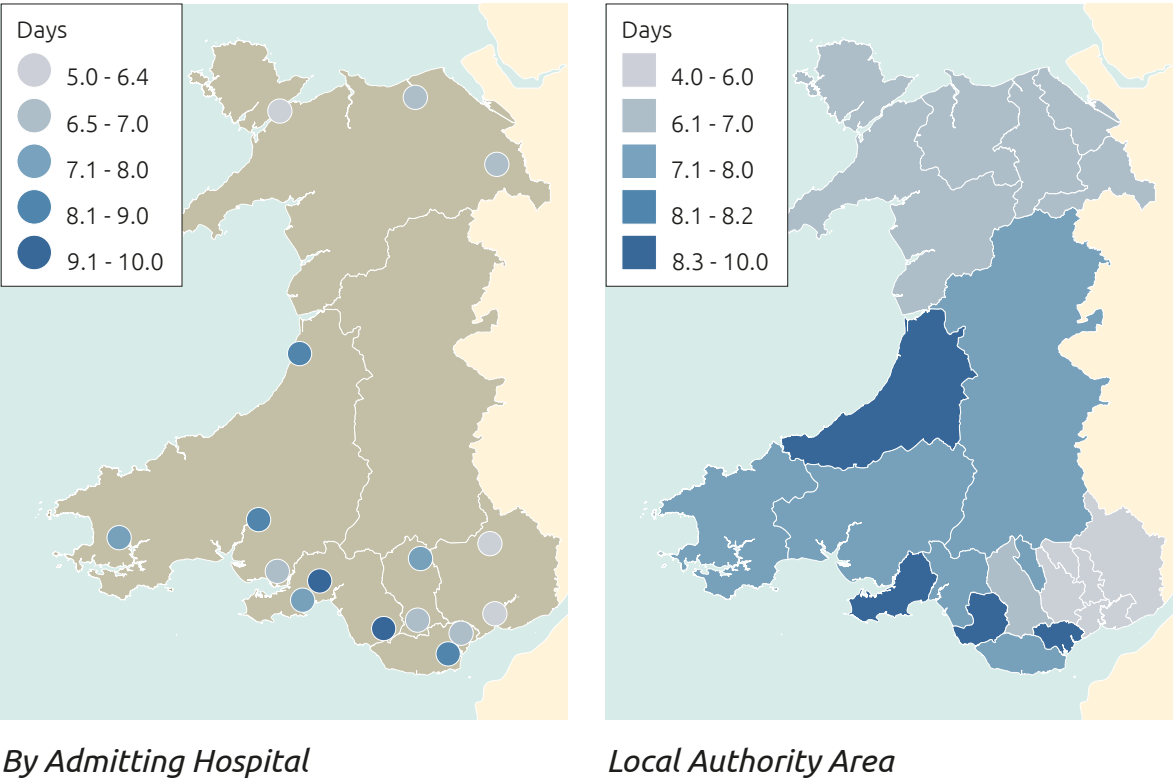 Days
5.0 - 6.4
6.5 - 7.0
7.1 - 8.0
8.1 - 9.0
9.1 - 10.0
Days
4.0 - 6.0
6.1 - 7.0
7.1 - 8.0
8.1 - 8.2
8.3 - 10.0
By Admitting Hospital
Local Authority Area